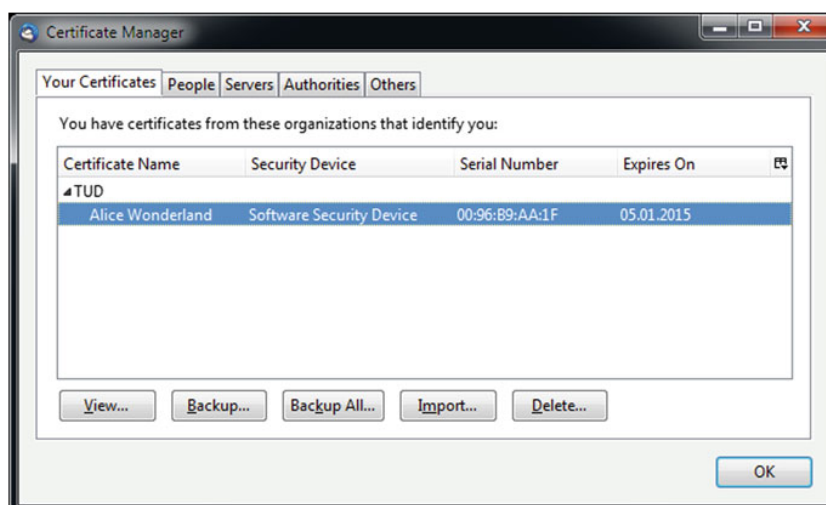 Certificate Manager
Your Certificates People Servers Authorities Others
You have certificates from these organizations that identify you:
Certificate Name Security Device Serial Number Expires On
TUD
Alice Wonderland Software Security Device 00:96:B9:AA:1F 05.01.2015
View... Backup... Backup All... Import... Delete...
OK